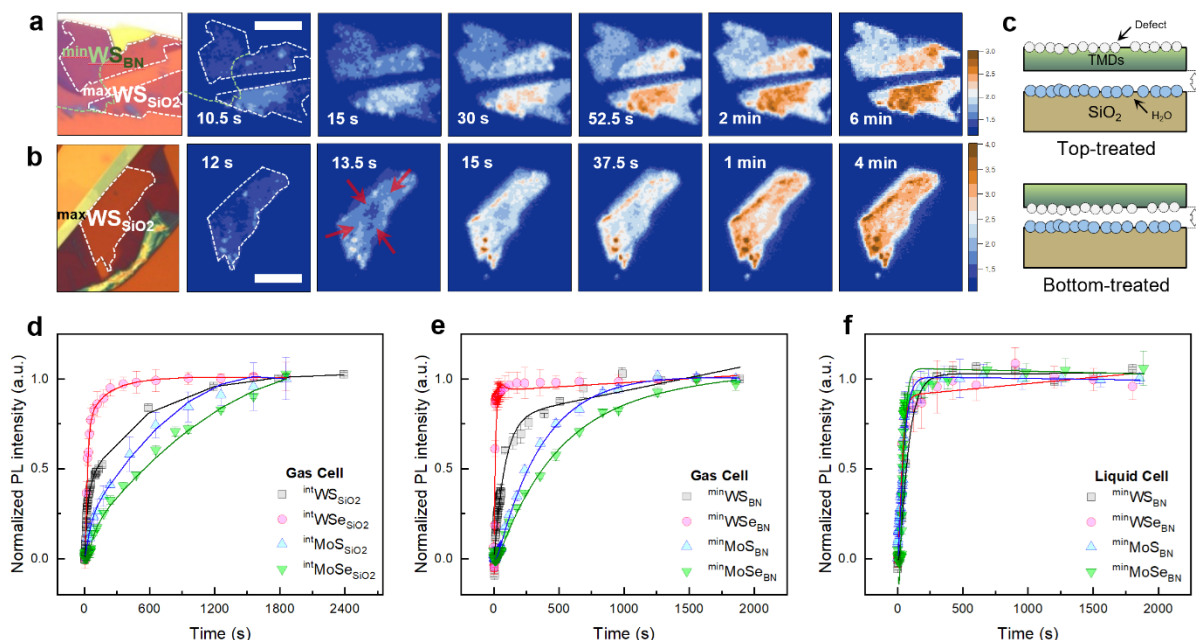 a
minWSBN
maxWSSiO2
10.5 s
15 s
30 s
52.5 s
2 min
6 min
3.0
2.5
2.0
1.5
b
maxWSSiO2
12 s
13.5 s
15 s
37.5 s
1 min
4 min
4.0
3.5
3.0
2.5
2.0
1.5
c
Defect
TMDs
SiO2
H2O
Top-treated
Bottom-treated
d
Normalized PL intensity (a.u.)
1.0
0.5
0.0
Gas Cell
intWSSiO2
intWSeSiO2
intMoSSiO2
intMoSeSiO2
0 600 1200 1800 2400
Time (s)
e
Normalized PL intensity (a.u.)
1.0
0.5
0.0
Gas Cell
minWSBN
minWSeBN
minMoSBN
minMoSeBN
0 500 1000 1500 2000
Time (s)
f
Normalized PL intensity (a.u.)
1.0
0.5
0.0
Liquid Cell
minWSBN
minWSeBN
minMoSBN
minMoSeBN
0 500 1000 1500 2000
Time (s)